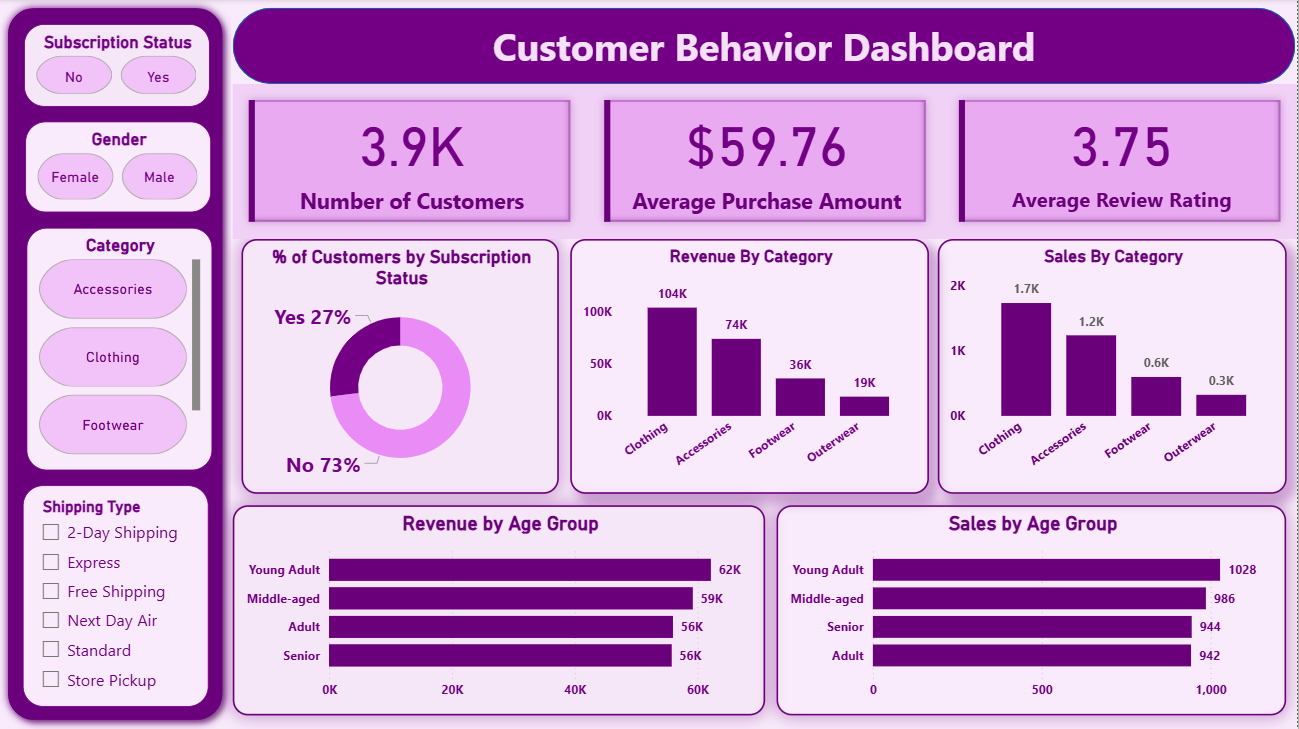 Subscription Status
No Yes
Gender
Female Male
Category
Accessories
Clothing
Footwear
Shipping Type
2-Day Shipping
Express
Free Shipping
Next Day Air
Standard
Store Pickup
Customer Behavior Dashboard
3.9K
Number of Customers
$59.76
Average Purchase Amount
3.75
Average Review Rating
% of Customers by Subscription
Status
Yes 27%
No 73%
Revenue By Category
100K
50K
0K
104K
74K
36K
19K
Clothing
Accessories
Footwear
Outerwear
Sales By Category
2K
1K
0K
1.7K
1.2K
0.6K
0.3K
Clothing
Accessories
Footwear
Outerwear
Revenue by Age Group
Young Adult 62K
Middle-aged 59K
Adult 56K
Senior 56K
0K 20K 40K 60K
Sales by Age Group
Young Adult 1028
Middle-aged 986
Senior 944
Adult 942
0 500 1,000